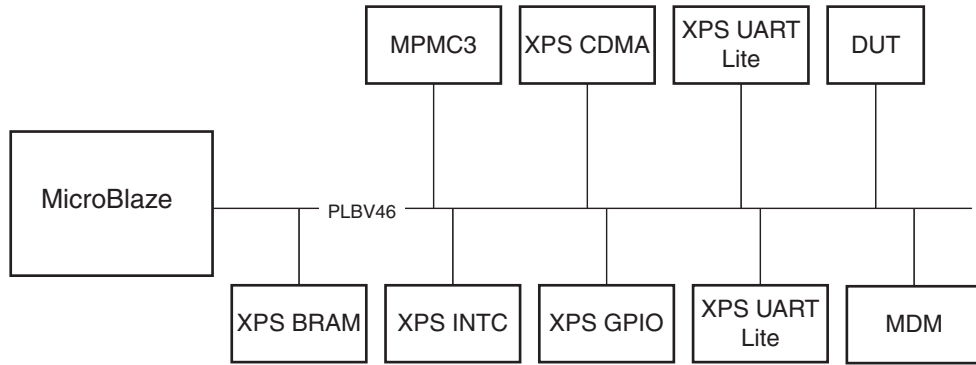 MPMC3
XPS CDMA
XPS UART
Lite
DUT
MicroBlaze
PLBV46
XPS BRAM
XPS INTC
XPS GPIO
XPS UART
Lite
MDM